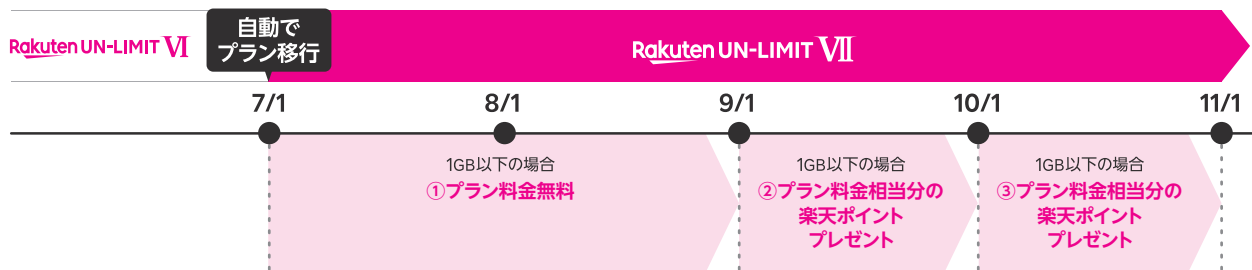 Rakuten UN-LIMIT VI
自動で
プラン移行
Rakuten UN-LIMIT VII
7/1
8/1
9/1
10/1
11/1
1GB以下の場合
①プラン料金無料
1GB以下の場合
②プラン料金相当分の
楽天ポイント
プレゼント
1GB以下の場合
③プラン料金相当分の
楽天ポイント
プレゼント